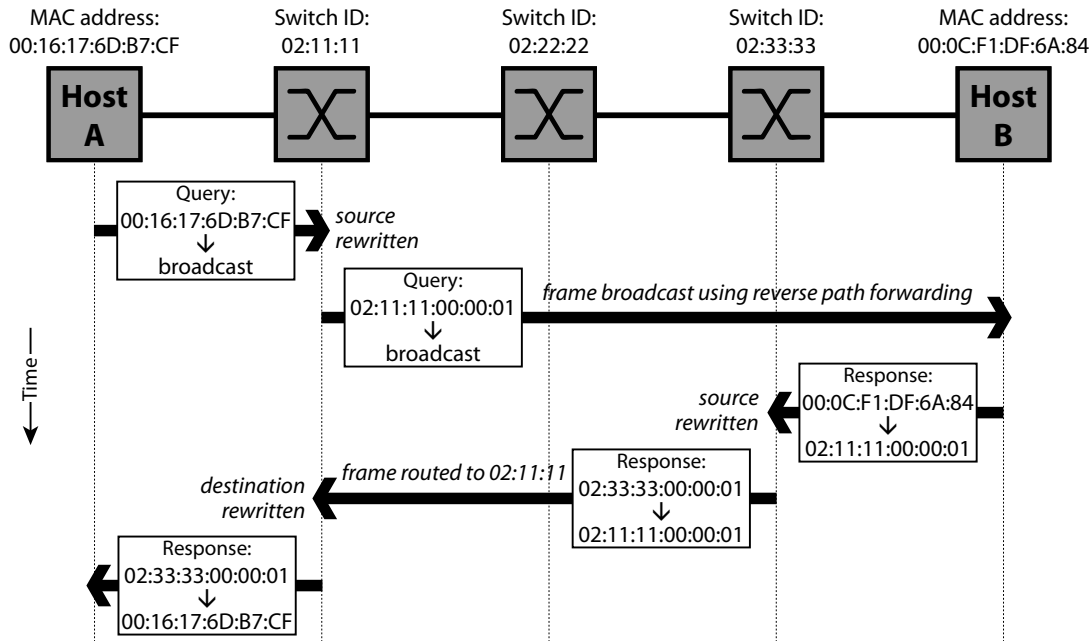 MAC address:
00:16:17:6D:B7:CF
Switch ID:
02:11:11
Switch ID:
02:22:22
Switch ID:
02:33:33
MAC address:
00:0C:F1:DF:6A:84
Host
A
Host
B
Query:
00:16:17:6D:B7:CF
↓
broadcast
source
rewritten
Query:
02:11:11:00:00:01
↓
broadcast
frame broadcast using reverse path forwarding
Time
Response:
00:0C:F1:DF:6A:84
↓
02:11:11:00:00:01
source
rewritten
Response:
02:33:33:00:00:01
↓
02:11:11:00:00:01
frame routed to 02:11:11
destination
rewritten
Response:
02:33:33:00:00:01
↓
00:16:17:6D:B7:CF